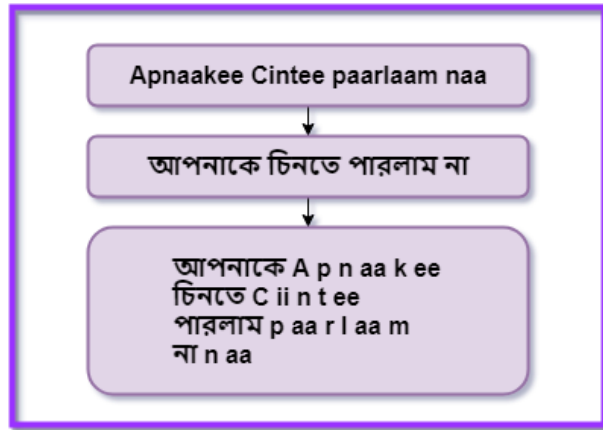 Apnaakee Cintee paarlaam naa
আপনাকে চিনতে পারলাম না
আপনাকে A p n aa k ee
চিনতে C ii n t ee
পারলাম p aa r l aa m
না n aa